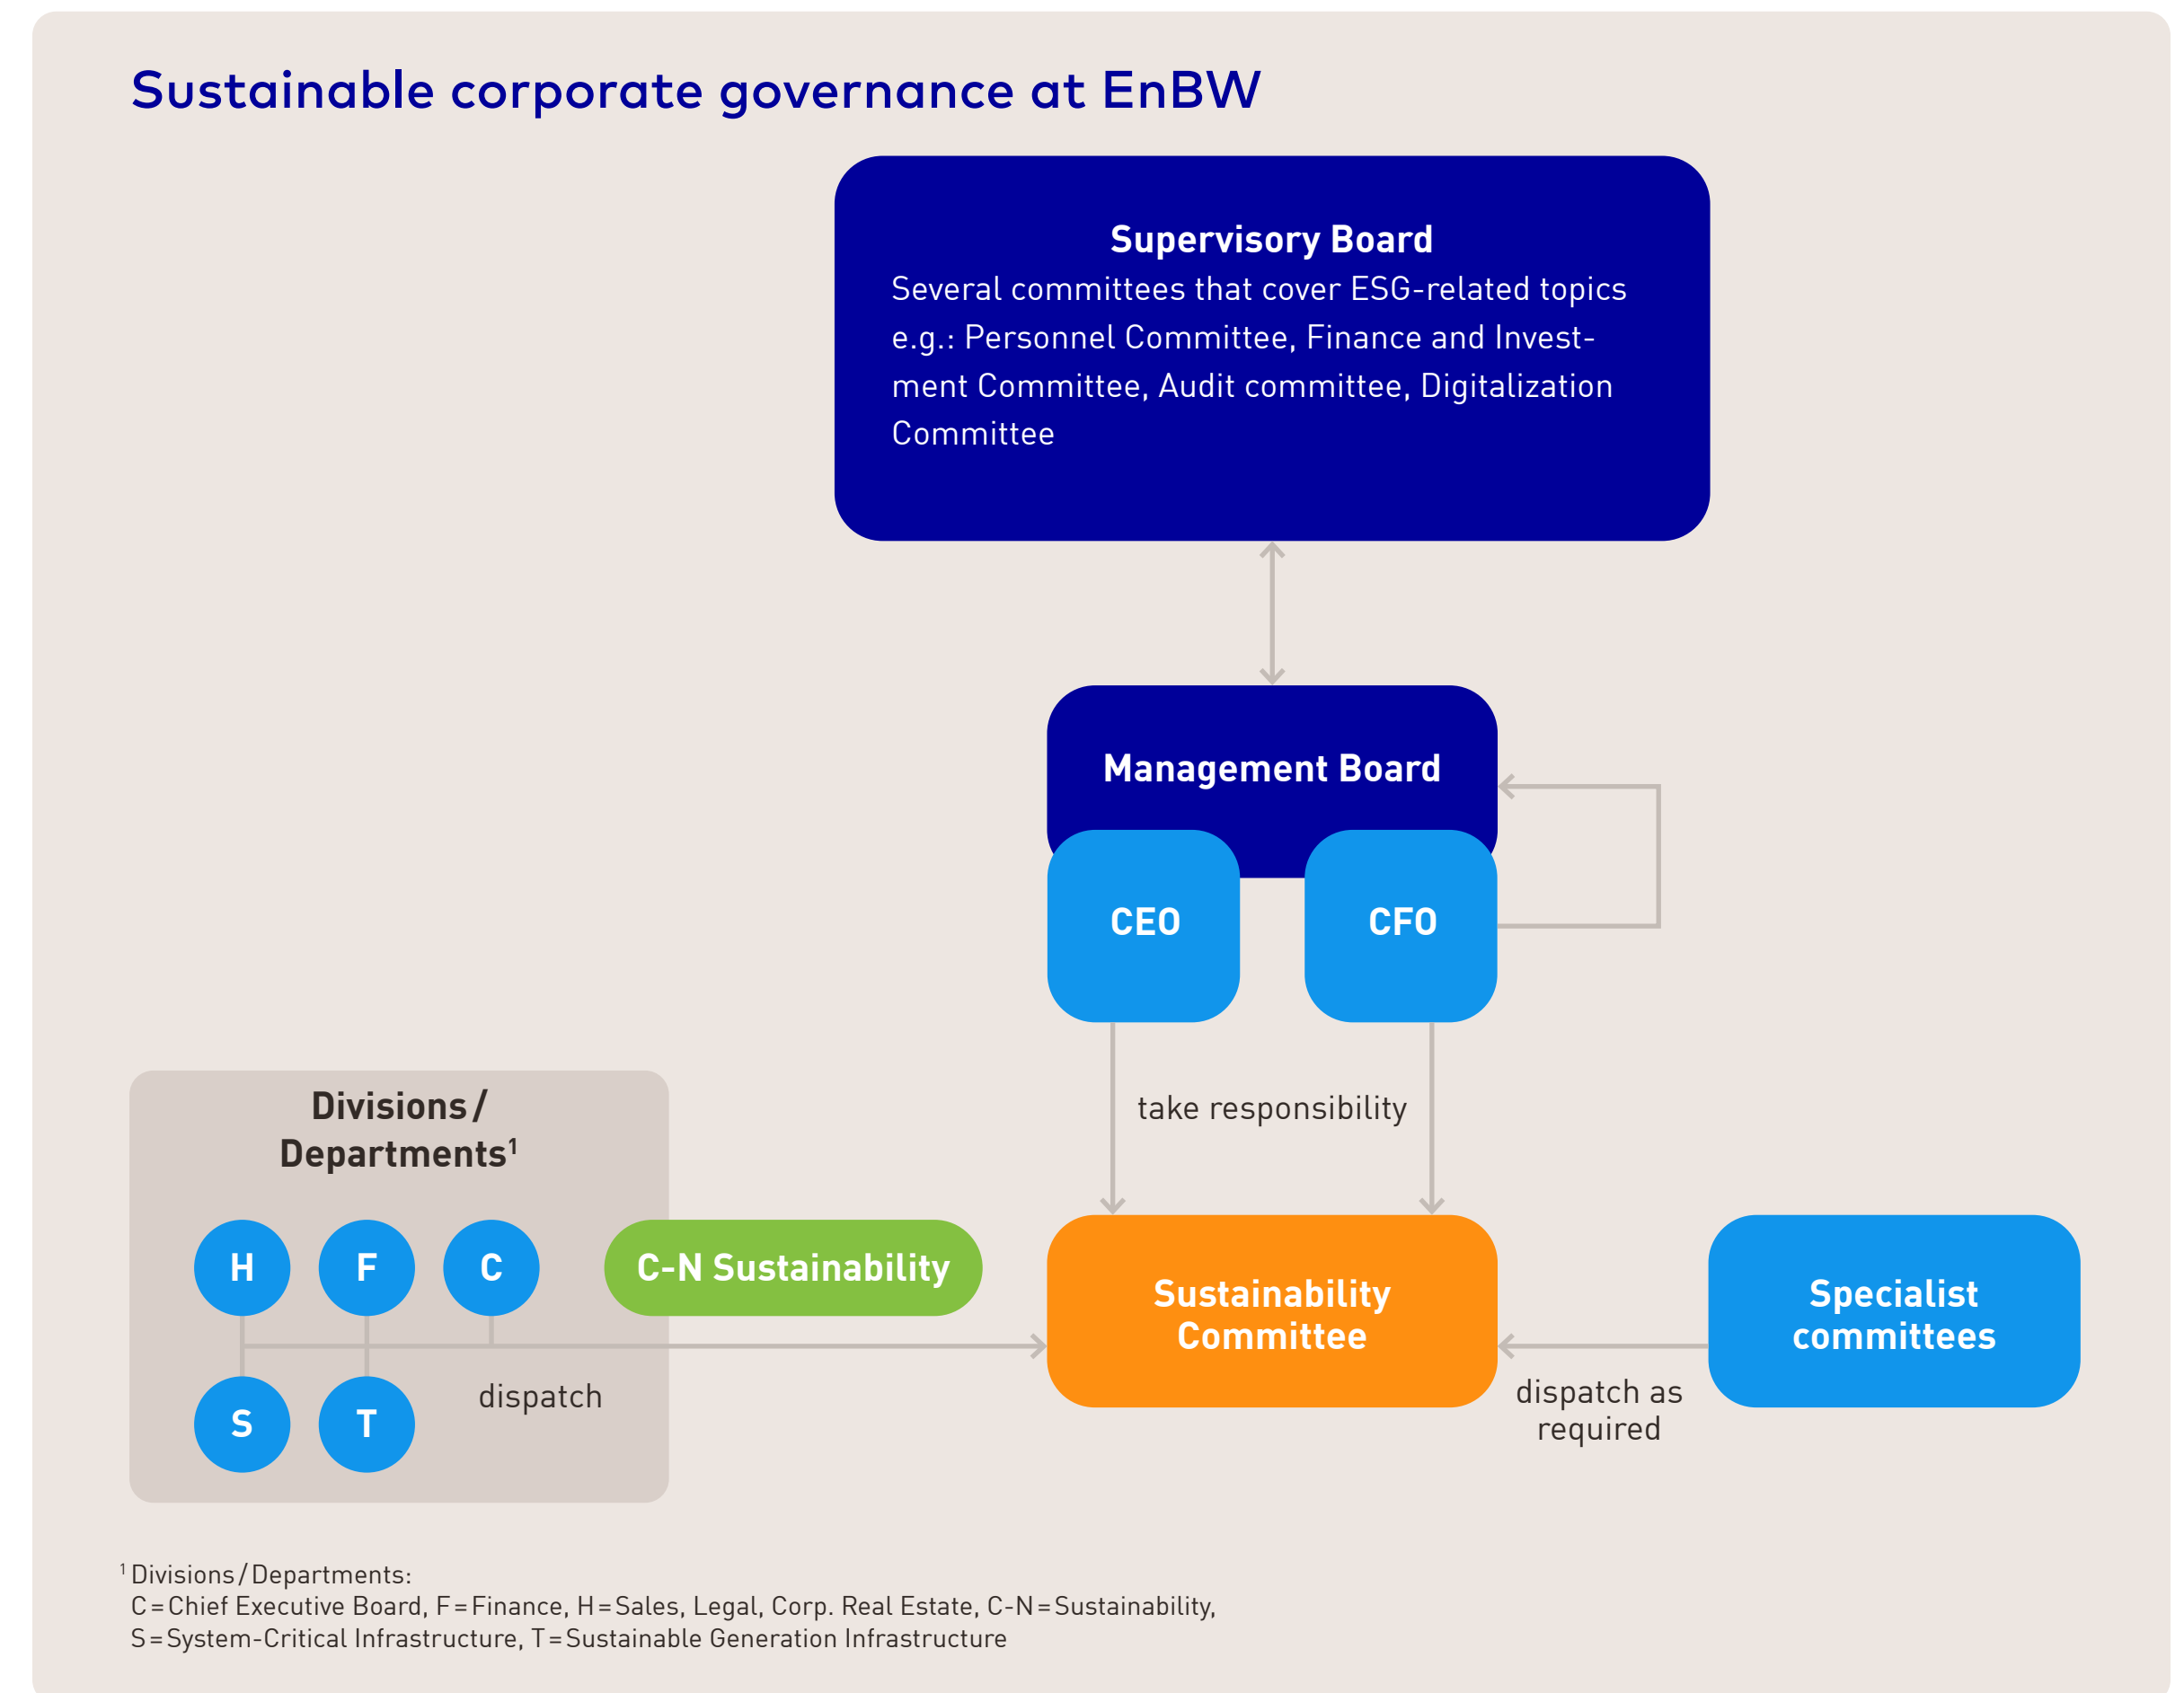 Sustainable corporate governance at EnBW
Supervisory Board
Several committees that cover ESG-related topics
e.g.: Personnel Committee, Finance and Invest-
ment Committee, Audit committee, Digitalization
Committee
Management Board
CEO
CFO
take responsibility
Divisions/
Departments¹
H
F
C
C-N Sustainability
S
T
dispatch
Sustainability
Committee
Specialist
committees
dispatch as
required
¹ Divisions/Departments:
C=Chief Executive Board, F=Finance, H=Sales, Legal, Corp. Real Estate, C-N=Sustainability,
S=System-Critical Infrastructure, T=Sustainable Generation Infrastructure